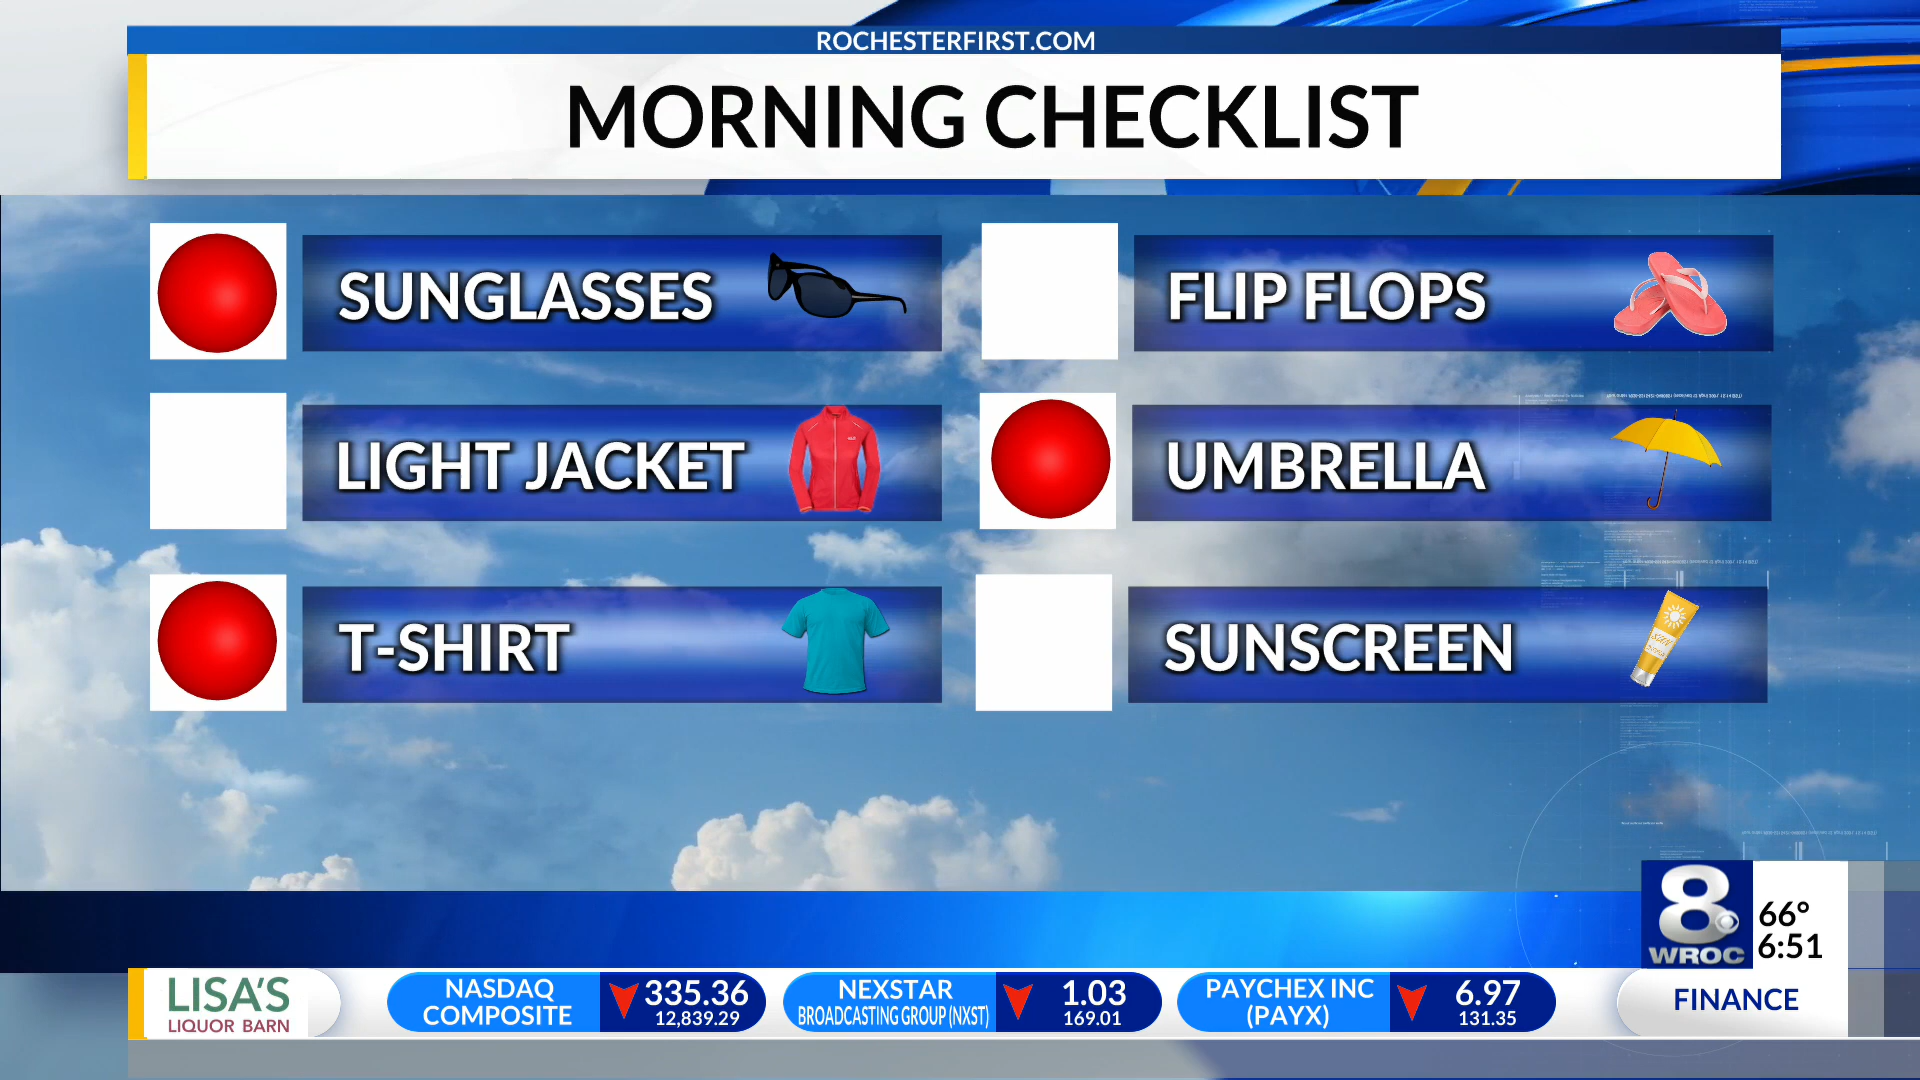 ROCHESTERFIRST.COM
MORNING CHECKLIST
SUNGLASSES
FLIP FLOPS
LIGHT JACKET
UMBRELLA
T-SHIRT
SUNSCREEN
8
WROC
66°
6:51
LISA'S
LIQUOR BARN
NASDAQ
COMPOSITE
335.36
12,839.29
NEXSTAR
BROADCASTING GROUP (NXST)
1.03
169.01
PAYCHEX INC
(PAYX)
6.97
131.35
FINANCE